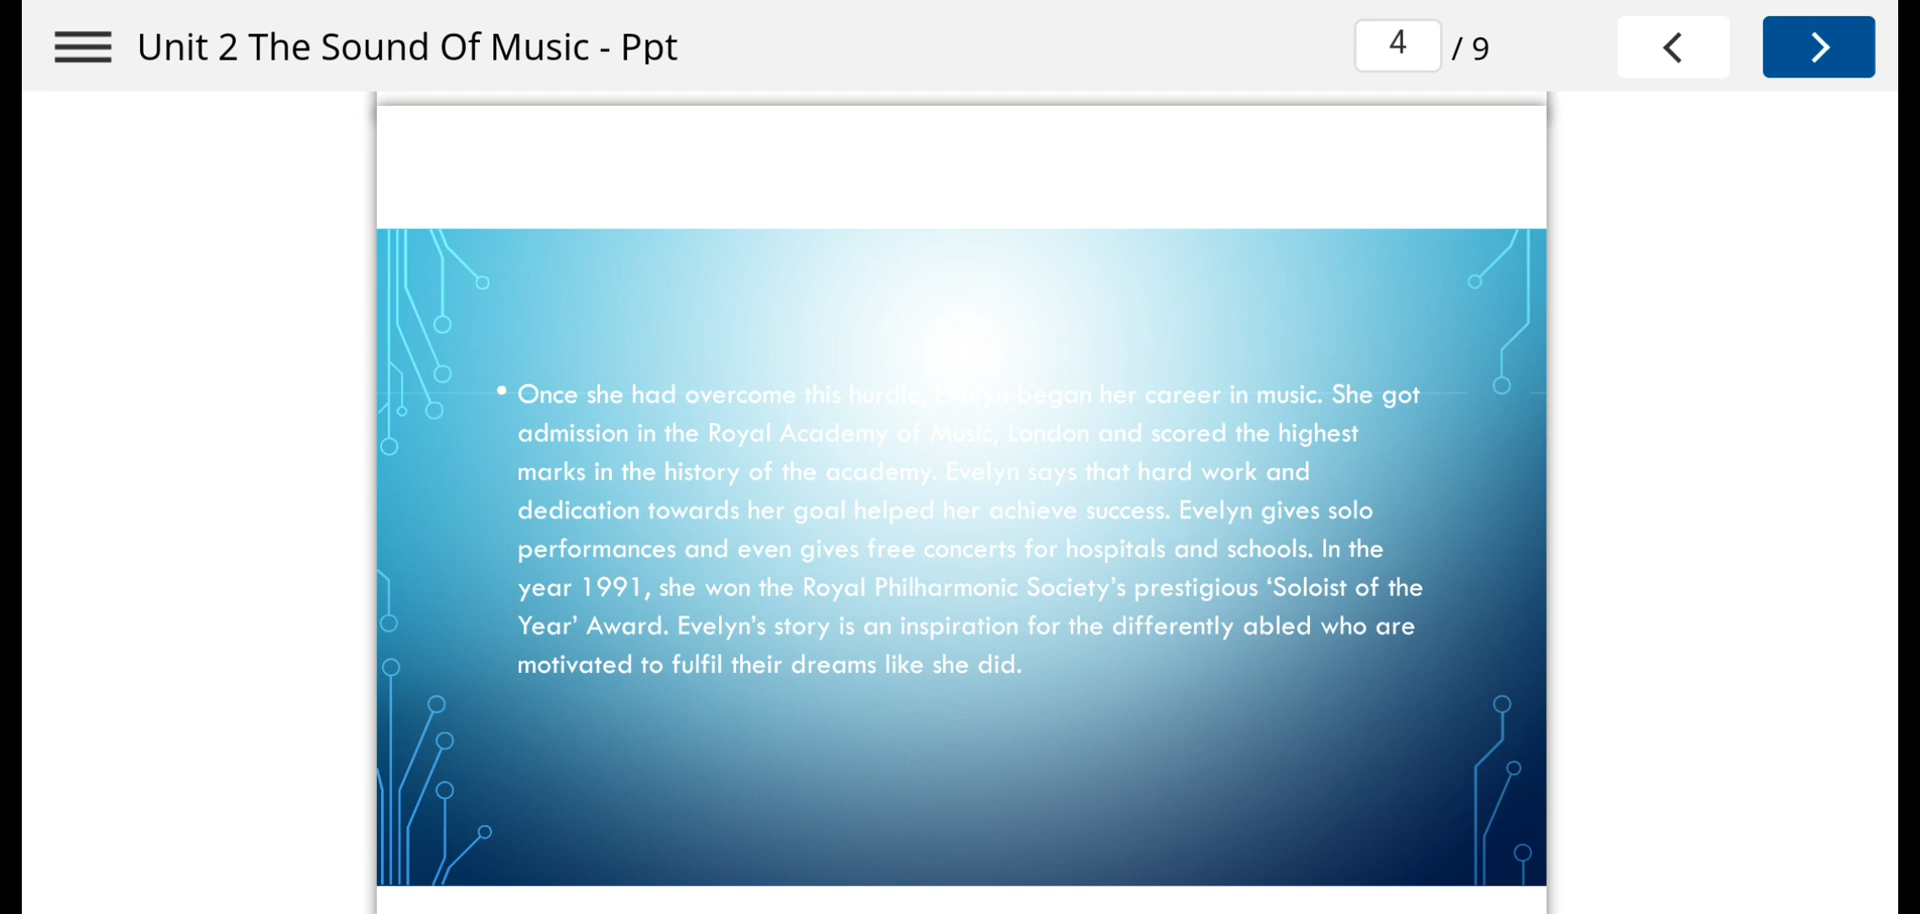 Unit 2 The Sound Of Music - Ppt
4 / 9
• Once she had overcome this hurdle, Evelyn began her career in music. She got
admission in the Royal Academy of Music, London and scored the highest
marks in the history of the academy. Evelyn says that hard work and
dedication towards her goal helped her achieve success. Evelyn gives solo
performances and even gives free concerts for hospitals and schools. In the
year 1991, she won the Royal Philharmonic Society’s prestigious ‘Soloist of the
Year’ Award. Evelyn’s story is an inspiration for the differently abled who are
motivated to fulfil their dreams like she did.